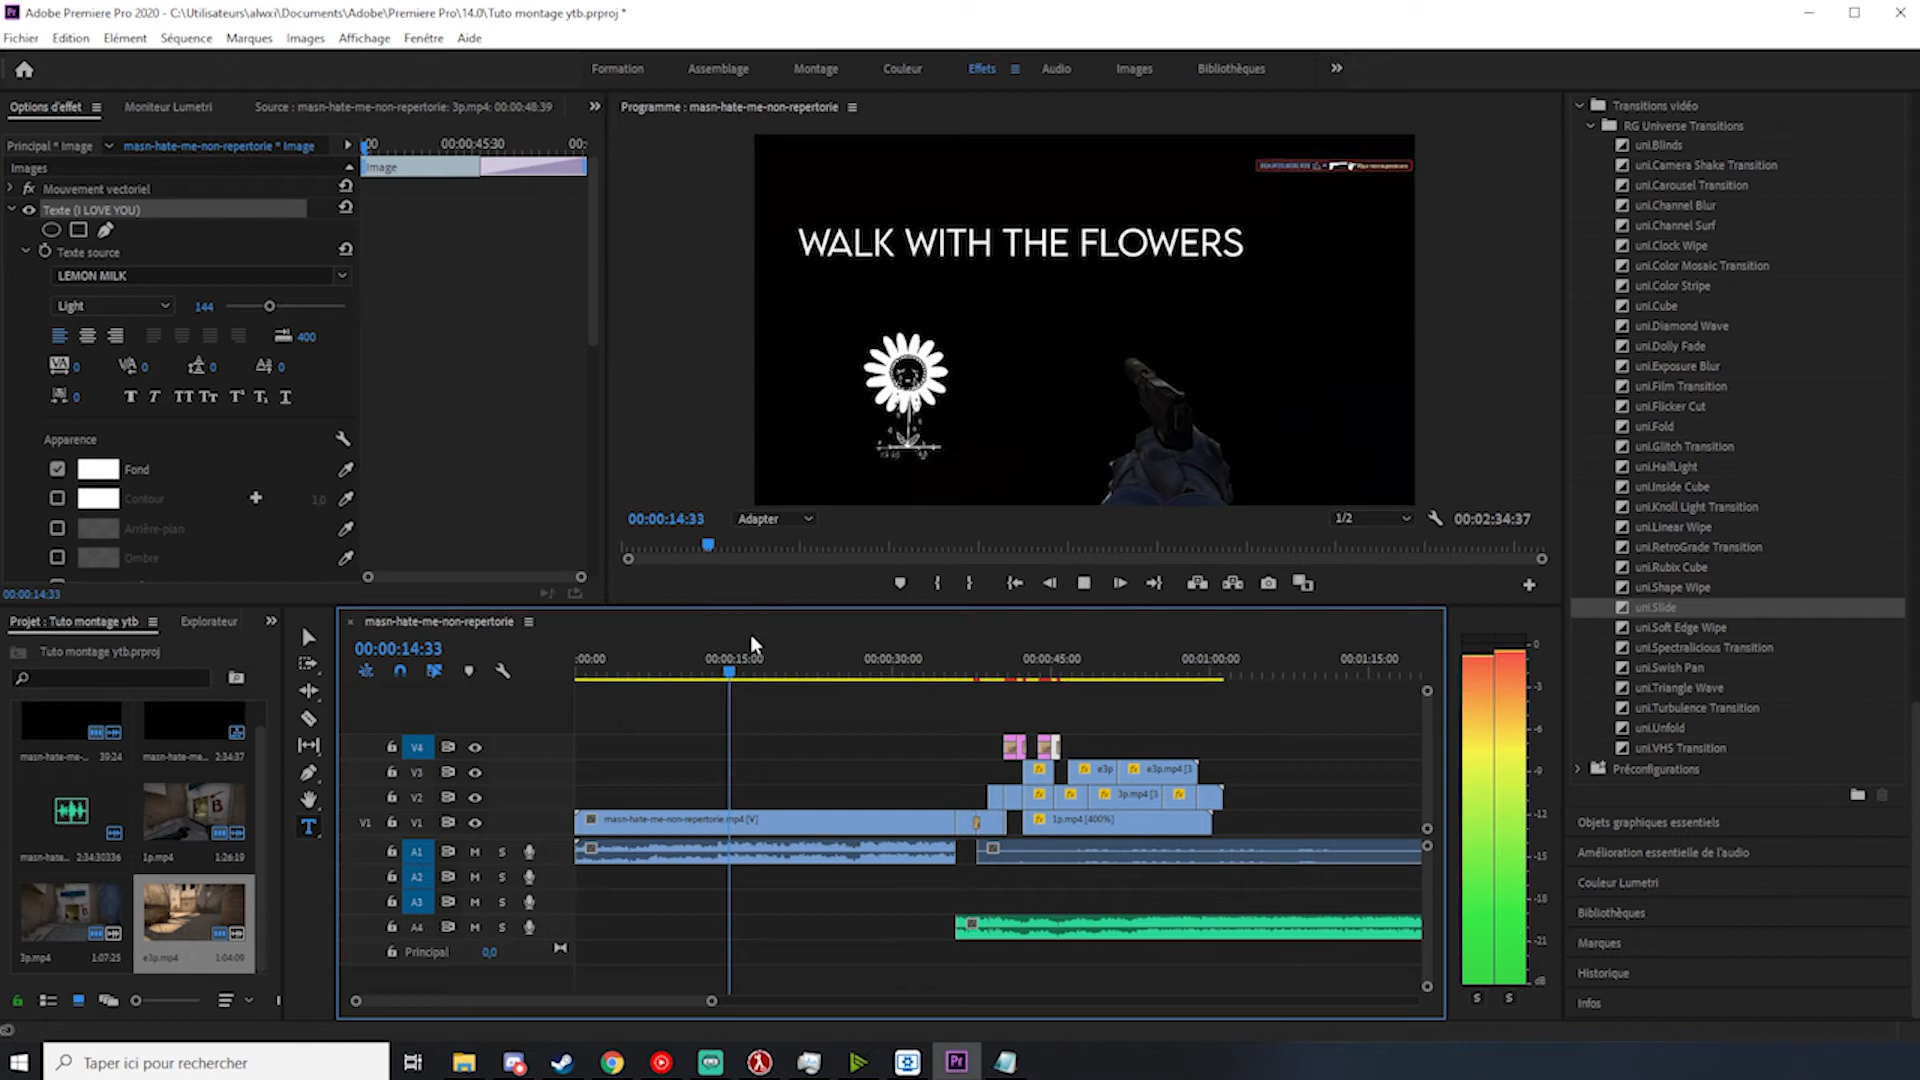 Adobe Premiere Pro 2020 - C:\Utilisateurs\alwxi\Documents\Adobe\Premiere Pro\14.0\Tuto montage ytb.prproj *
Fichier Edition Elément Séquence Marques Images Affichage Fenêtre Aide
Formation Assemblage Montage Couleur Effets Audio Images Bibliothèques
Options d'effet Moniteur Lumetri Source : masn-hate-me-non-repertorie: 3p.mp4: 00:00:48:39
Principal * Image masn-hate-me-non-repertorie * Image
00:00:45:30
Images
Image
Mouvement vectoriel
Texte (I LOVE YOU)
Texte source
LEMON MILK
Light 144
400
0 0 0 0
0
Apparence
Fond
Contour 1,0
Arrière-plan
Ombre
00:00:14:33
Programme : masn-hate-me-non-repertorie
WALK WITH THE FLOWERS
00:00:14:33 Adapter 1/2 00:02:34:37
Transitions vidéo
RG Universe Transitions
uni.Blinds
uni.Camera Shake Transition
uni.Carousel Transition
uni.Channel Blur
uni.Channel Surf
uni.Clock Wipe
uni.Color Mosaic Transition
uni.Color Stripe
uni.Cube
uni.Diamond Wave
uni.Dolly Fade
uni.Exposure Blur
uni.Film Transition
uni.Flicker Cut
uni.Fold
uni.Glitch Transition
uni.HalfLight
uni.Inside Cube
uni.Knoll Light Transition
uni.Linear Wipe
uni.RetroGrade Transition
uni.Rubix Cube
uni.Shape Wipe
uni.Slide
uni.Soft Edge Wipe
uni.Spectralicious Transition
uni.Swish Pan
uni.Triangle Wave
uni.Turbulence Transition
uni.Unfold
uni.VHS Transition
Préconfigurations
Objets graphiques essentiels
Amélioration essentielle de l'audio
Couleur Lumetri
Bibliothèques
Marques
Historique
Infos
Projet : Tuto montage ytb Explorateur
Tuto montage ytb.prproj
masn-hate-me-... 39:24 masn-hate-me... 2:34:37
masn-hate... 2:34:30336 1p.mp4 1:26:19
3p.mp4 1:07:25 e3p.mp4 1:04:09
masn-hate-me-non-repertorie
00:00:14:33
:00:00 00:00:15:00 00:00:30:00 00:00:45:00 00:01:00:00 00:01:15:00
V4
V3 e3p e3p.mp4 [3
V2 3p.mp4 [3
V1 V1 masn-hate-me-non-repertorie.mp4 [V] 1p.mp4 [400%]
A1 M S
A2 M S
A3 M S
A4 M S
Principal 0,0
0
-3
-6
-9
-12
-15
-18
-21
dB
S S
Taper ici pour rechercher